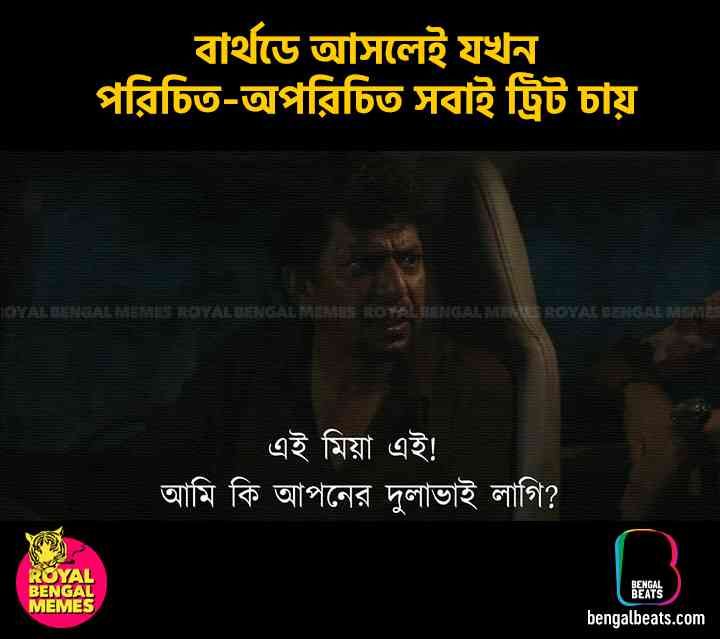 বার্থডে আসলেই যখন
পরিচিত-অপরিচিত সবাই ট্রিট চায়
ROYAL BENGAL MEMES ROYAL BENGAL MEMES ROYAL BENGAL MEMES ROYAL BENGAL MEMES
এই মিয়া এই!
আমি কি আপনের দুলাভাই লাগি?
ROYAL
BENGAL
MEMES
BENGAL
BEATS
bengalbeats.com